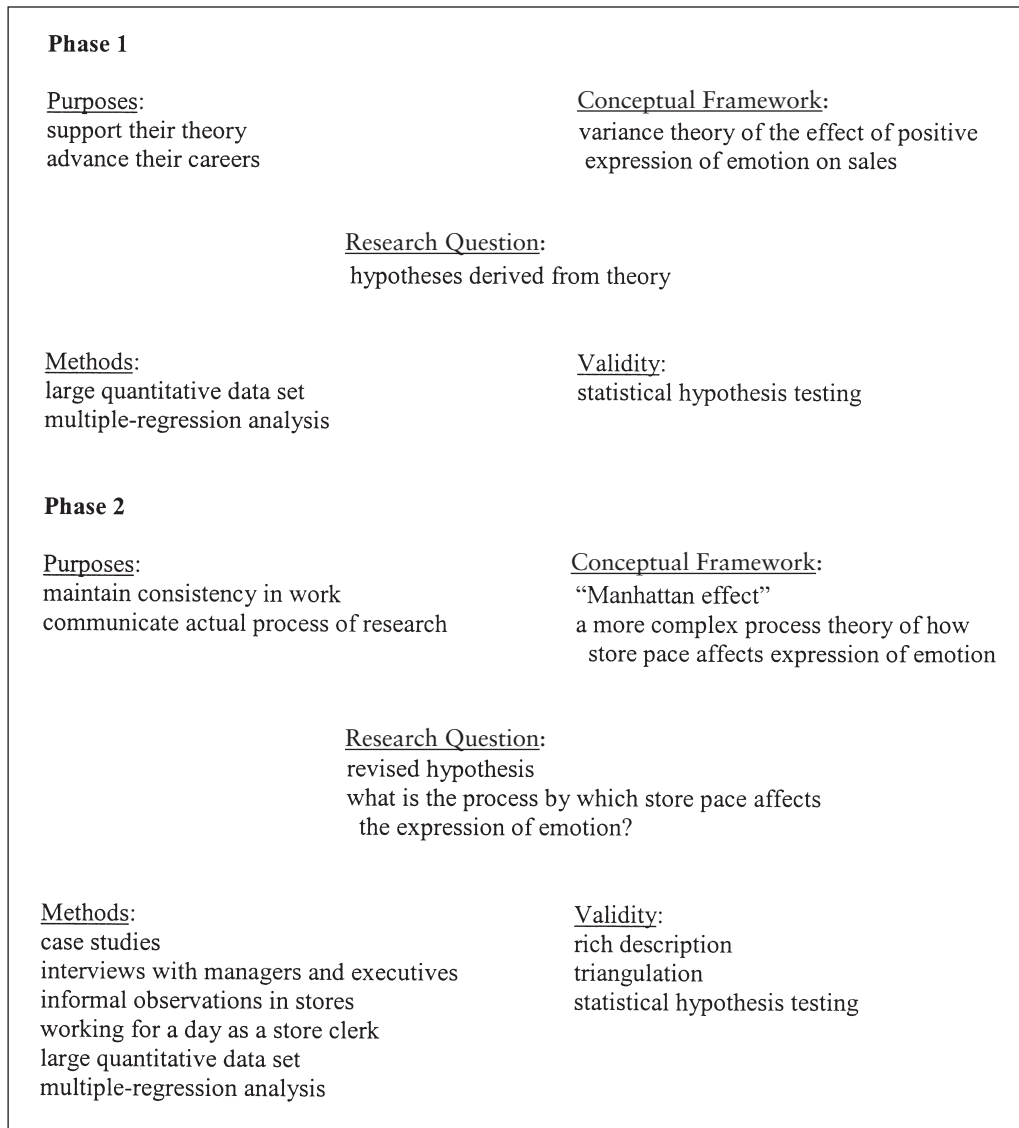 Phase 1
Purposes:
support their theory
advance their careers
Conceptual Framework:
variance theory of the effect of positive
expression of emotion on sales
Research Question:
hypotheses derived from theory
Methods:
large quantitative data set
multiple-regression analysis
Validity:
statistical hypothesis testing
Phase 2
Purposes:
maintain consistency in work
communicate actual process of research
Conceptual Framework:
“Manhattan effect”
a more complex process theory of how
store pace affects expression of emotion
Research Question:
revised hypothesis
what is the process by which store pace affects
the expression of emotion?
Methods:
case studies
interviews with managers and executives
informal observations in stores
working for a day as a store clerk
large quantitative data set
multiple-regression analysis
Validity:
rich description
triangulation
statistical hypothesis testing